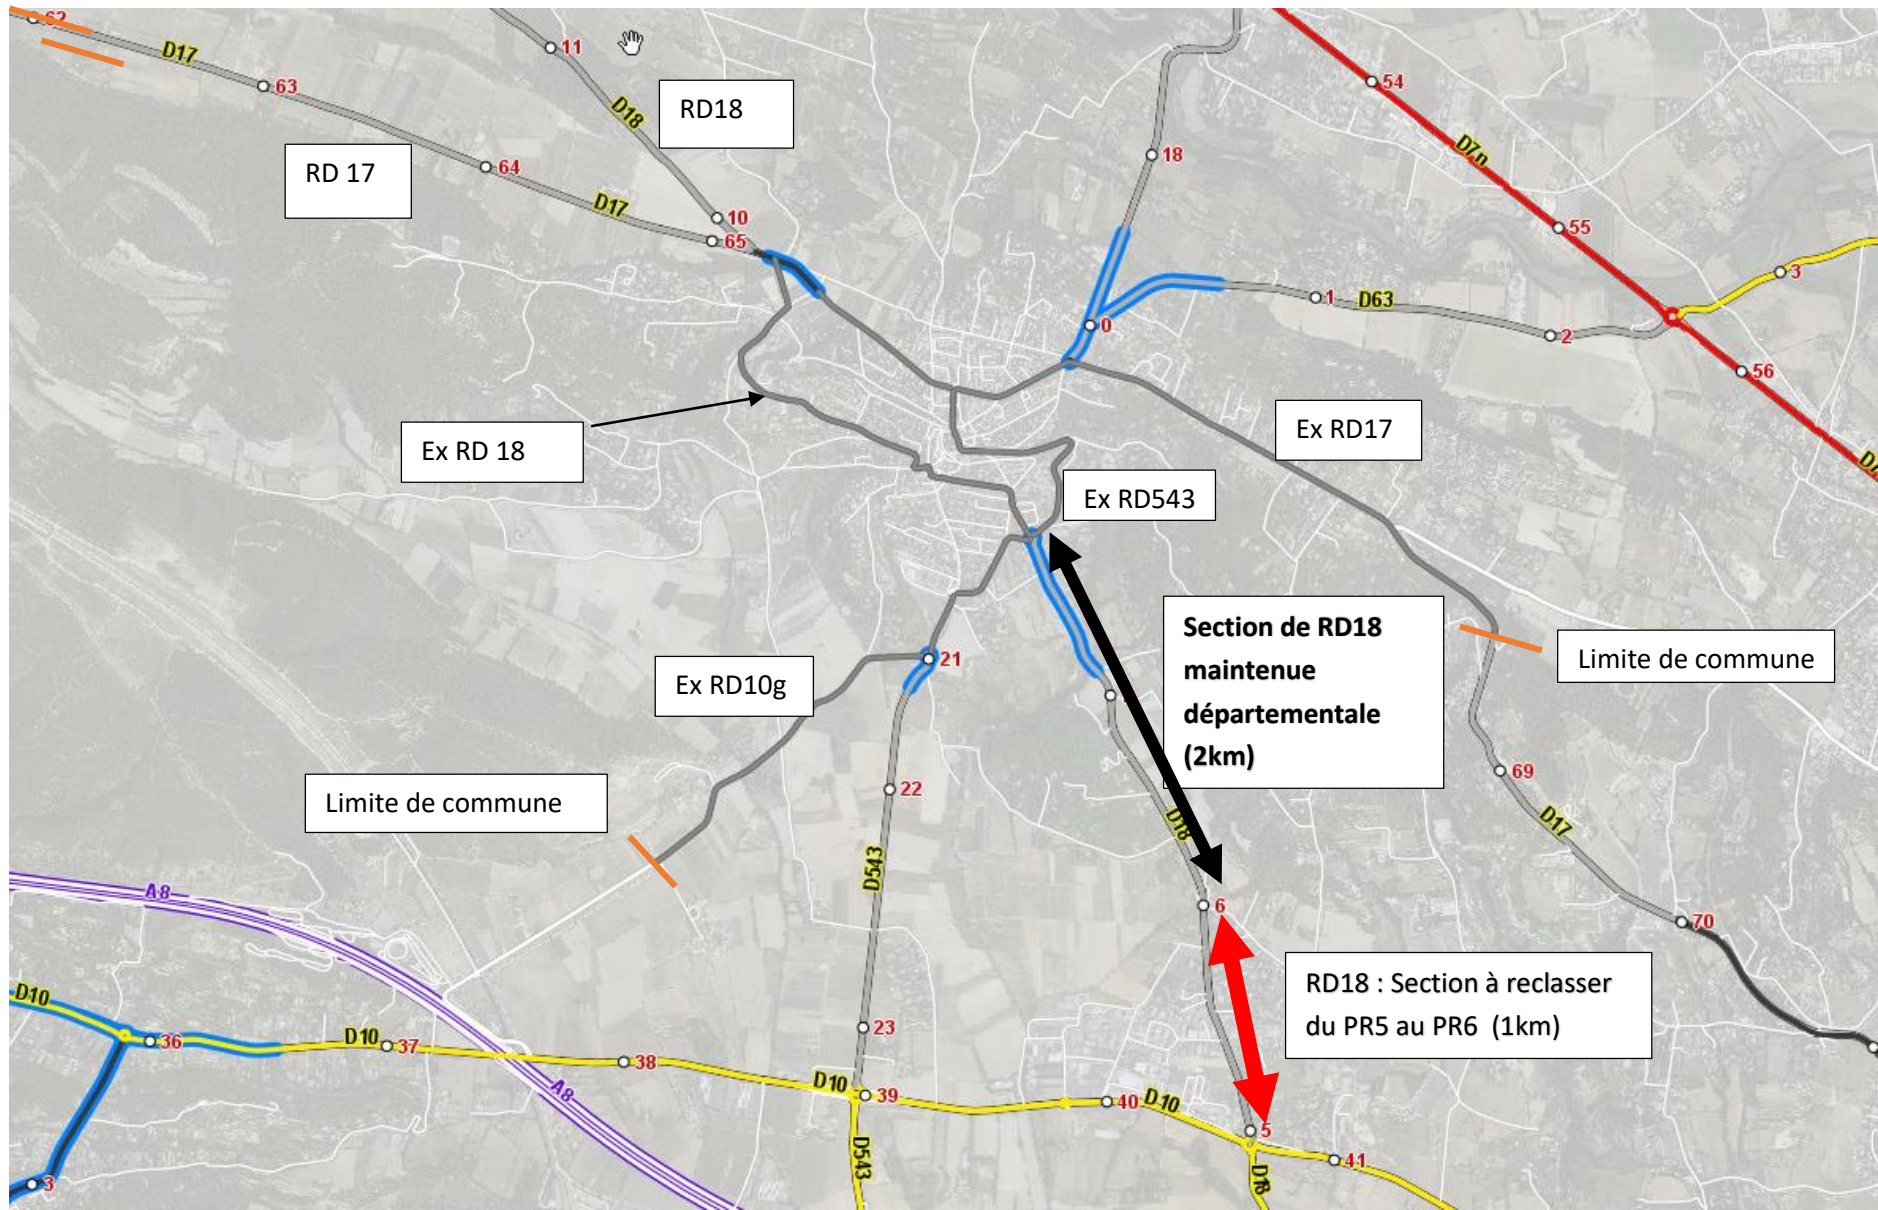 62
D17
63
11
D18
RD18
RD 17
64
D17
10
65
18
54
D7n
55
3
0
1
D63
2
56
Ex RD 18
Ex RD17
Ex RD543
Section de RD18
maintenue
départementale
(2km)
Limite de commune
Ex RD10g
21
Limite de commune
22
69
D17
D18
D543
6
70
A8
RD18 : Section à reclasser
du PR5 au PR6 (1km)
D10
36
D10
37
38
23
A8
D10
39
40
D10
5
41
D543
D18
3